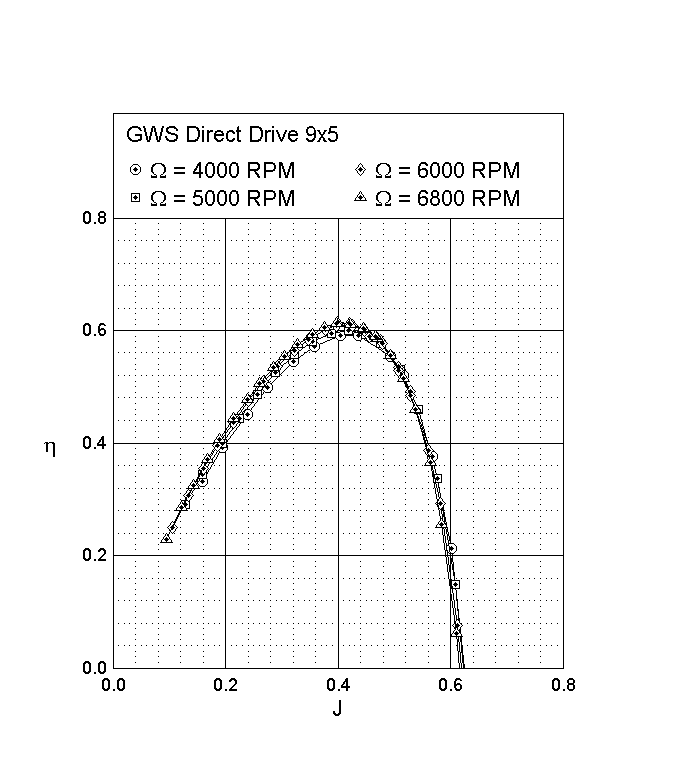 GWS Direct Drive 9x5
Ω = 4000 RPM
Ω = 6000 RPM
Ω = 5000 RPM
Ω = 6800 RPM
0.8
0.6
η
0.4
0.2
0.0
0.0 0.2 0.4 0.6 0.8
J